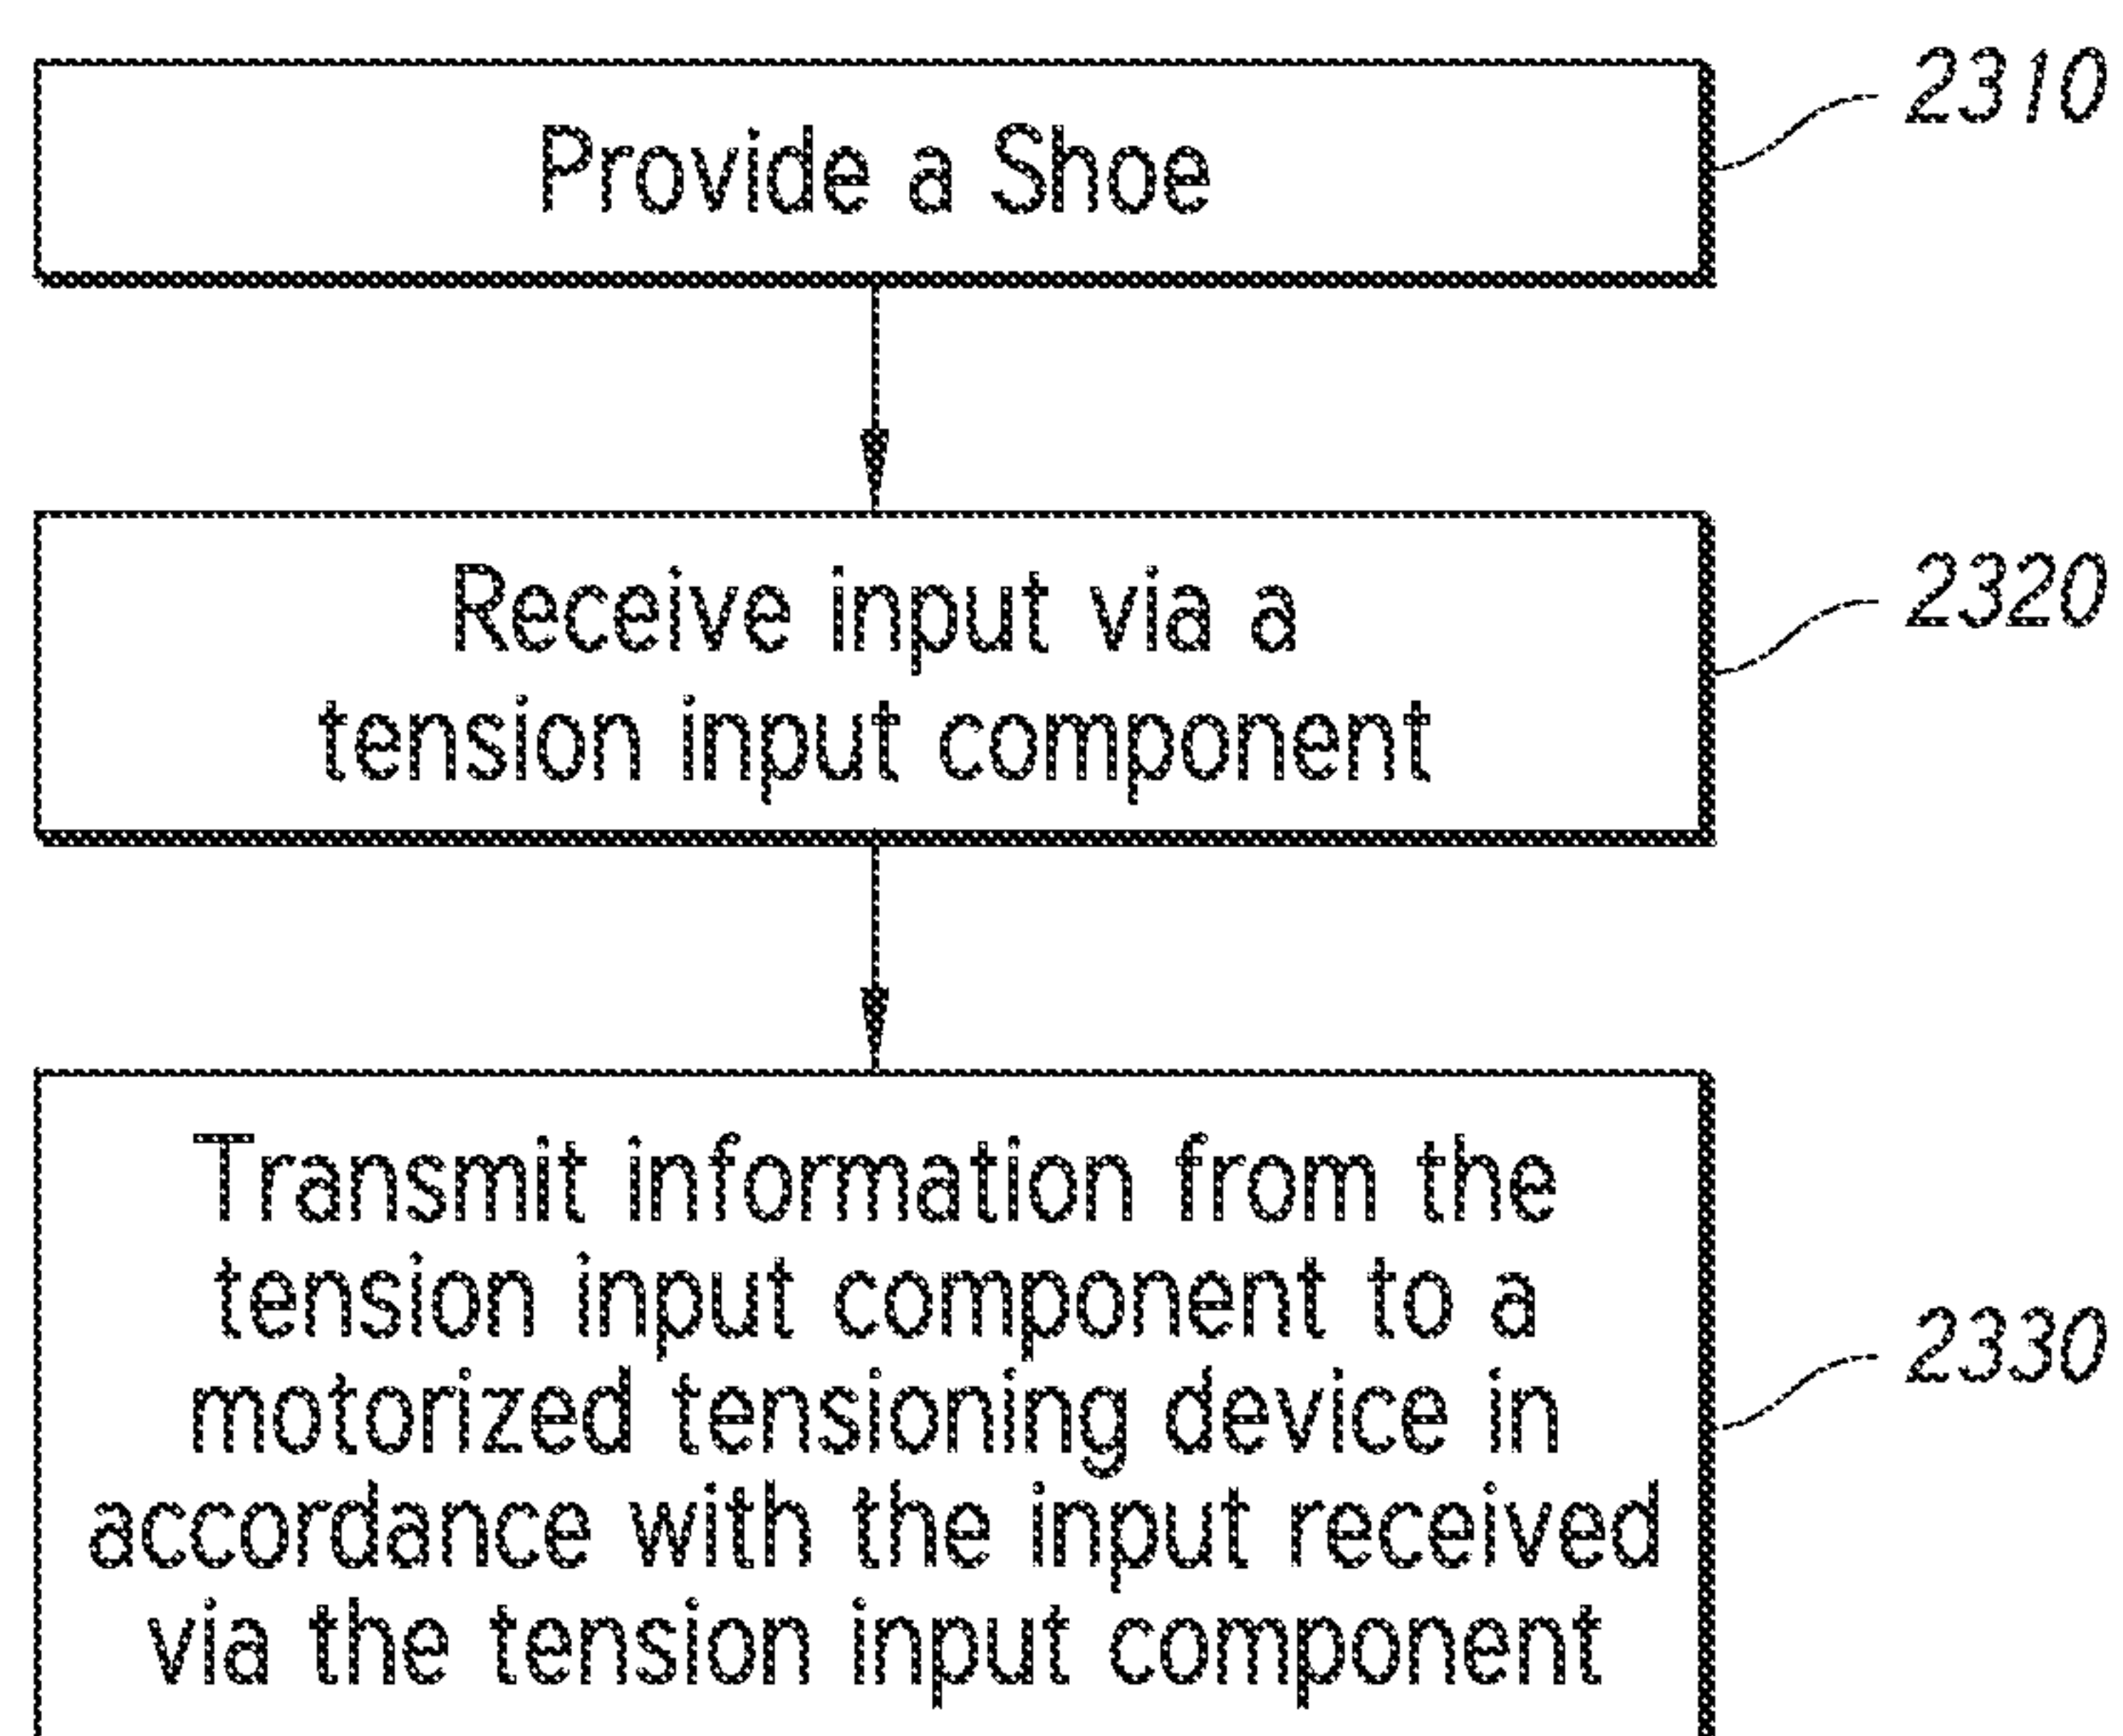 Provide a Shoe
2310
Receive input via a
tension input component
2320
Transmit information from the
tension input component to a
motorized tensioning device in
accordance with the input received
via the tension input component
2330